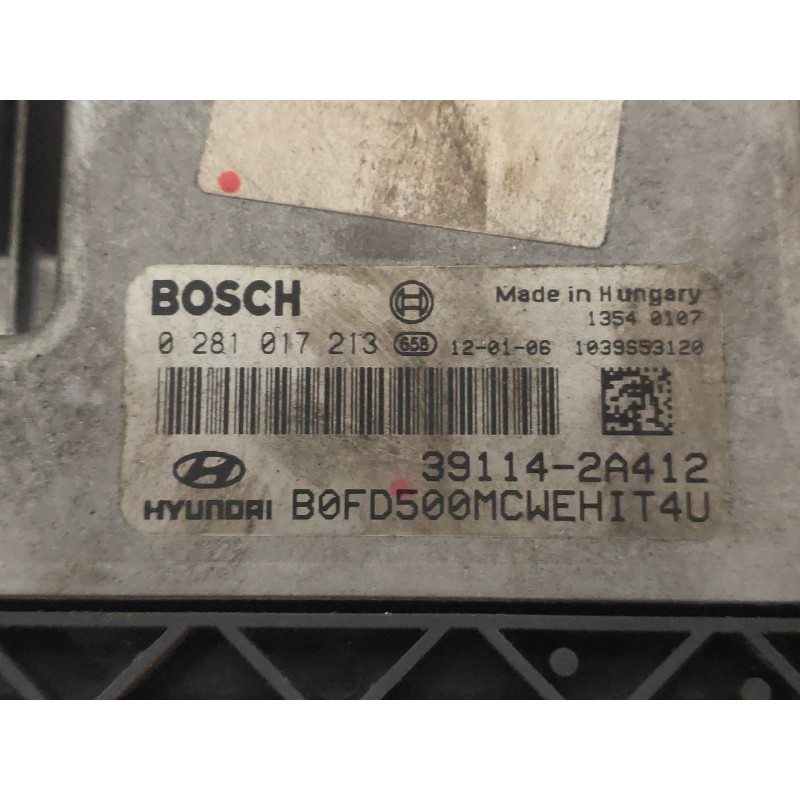 BOSCH
Made in Hungary
1354 0107
0 281 017 213 658 12-01-06 1039S53120
39114-2A412
HYUNDAI B0FD500MCWEHIT4U